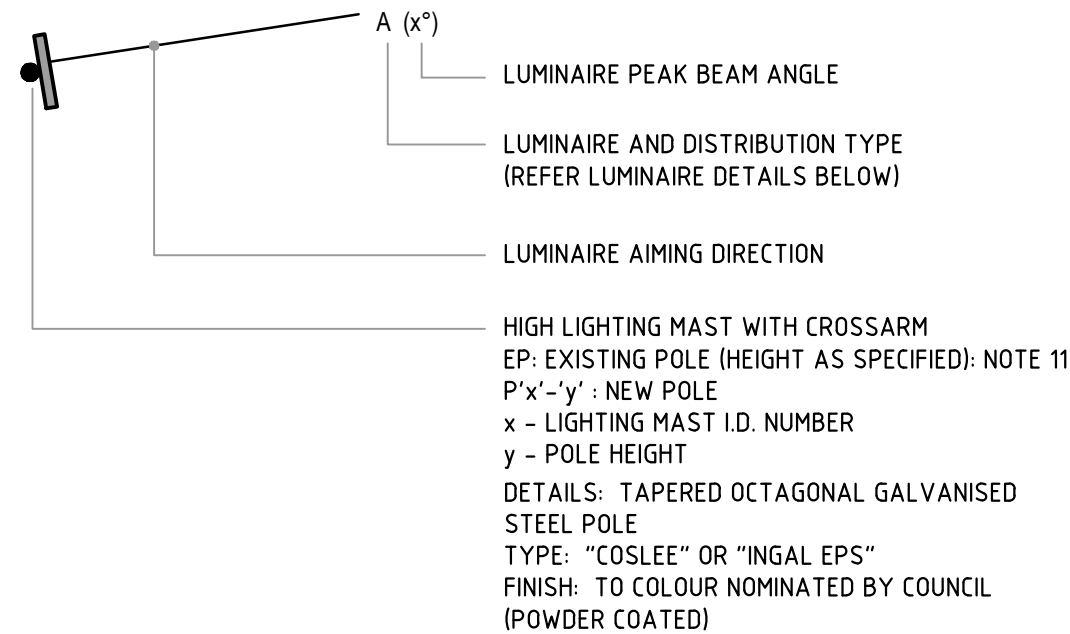 A (x°)
LUMINAIRE PEAK BEAM ANGLE
LUMINAIRE AND DISTRIBUTION TYPE
(REFER LUMINAIRE DETAILS BELOW)
LUMINAIRE AIMING DIRECTION
HIGH LIGHTING MAST WITH CROSSARM
EP: EXISTING POLE (HEIGHT AS SPECIFIED): NOTE 11
P'x'-'y' : NEW POLE
x - LIGHTING MAST I.D. NUMBER
y - POLE HEIGHT
DETAILS: TAPERED OCTAGONAL GALVANISED
STEEL POLE
TYPE: "COSLEE" OR "INGAL EPS"
FINISH: TO COLOUR NOMINATED BY COUNCIL
(POWDER COATED)